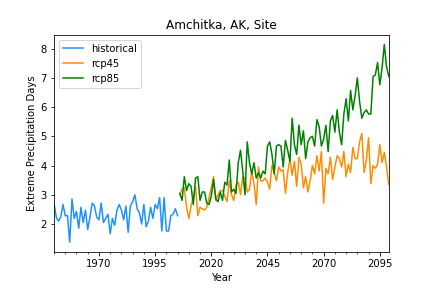 Amchitka, AK, Site
historical
rcp45
rcp85
Extreme Precipitation Days
8
7
6
5
4
3
2
1970 1995 2020 2045 2070 2095
Year